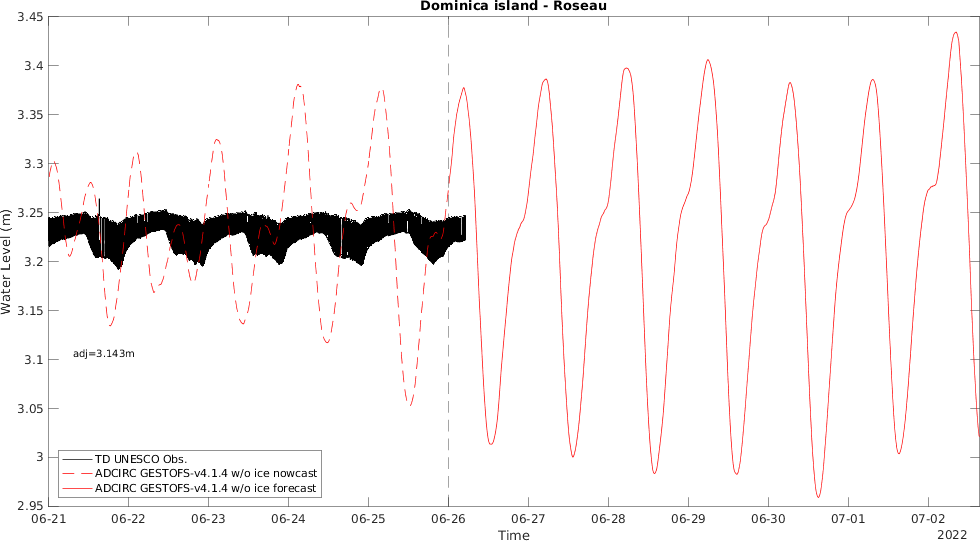 Dominica island - Roseau
3.45
3.4
3.35
3.3
3.25
3.2
3.15
3.1
3.05
3
2.95
Water Level (m)
adj=3.143m
TD UNESCO Obs.
ADCIRC GESTOFS-v4.1.4 w/o ice nowcast
ADCIRC GESTOFS-v4.1.4 w/o ice forecast
06-21 06-22 06-23 06-24 06-25 06-26 06-27 06-28 06-29 06-30 07-01 07-02
Time
2022